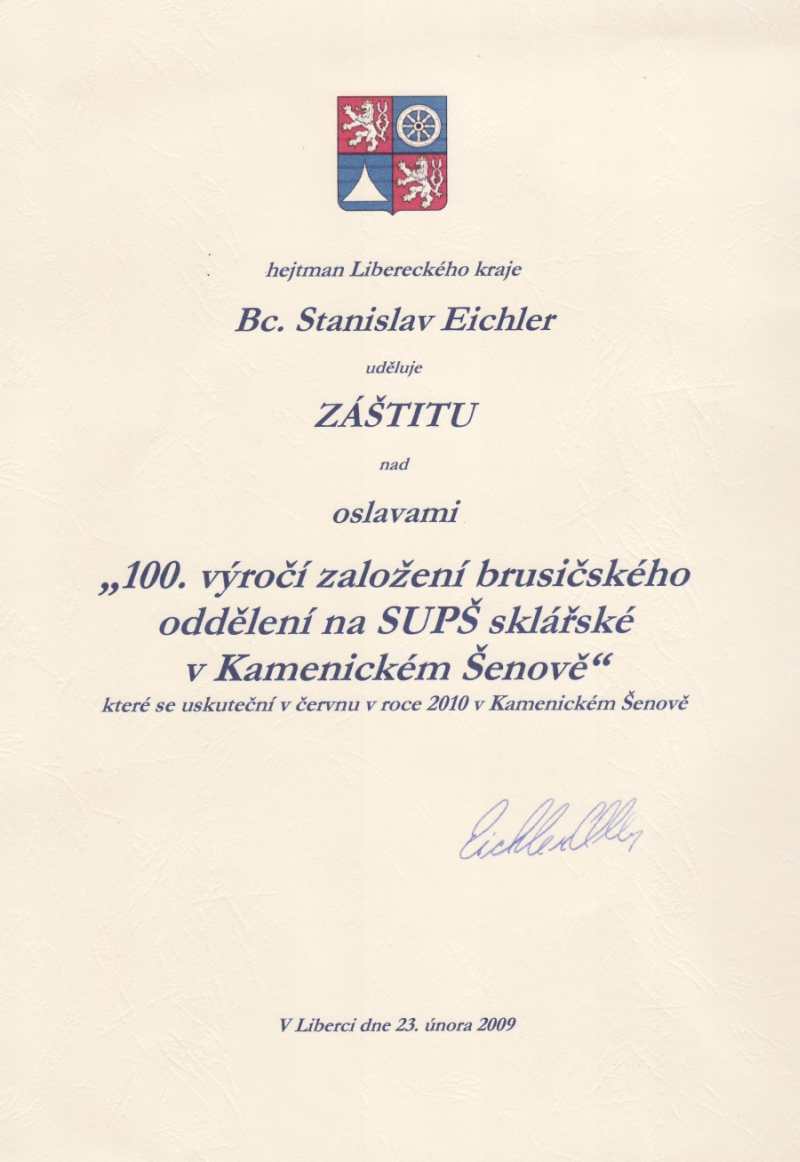 hejtman Libereckého kraje
Bc. Stanislav Eichler
uděluje
ZÁŠTITU
nad
oslavami
„100. výročí založení brusičského
oddělení na SUPŠ sklářské
v Kamenickém Šenově“
které se uskuteční v červnu v roce 2010 v Kamenickém Šenově
Eichler
V Liberci dne 23. února 2009